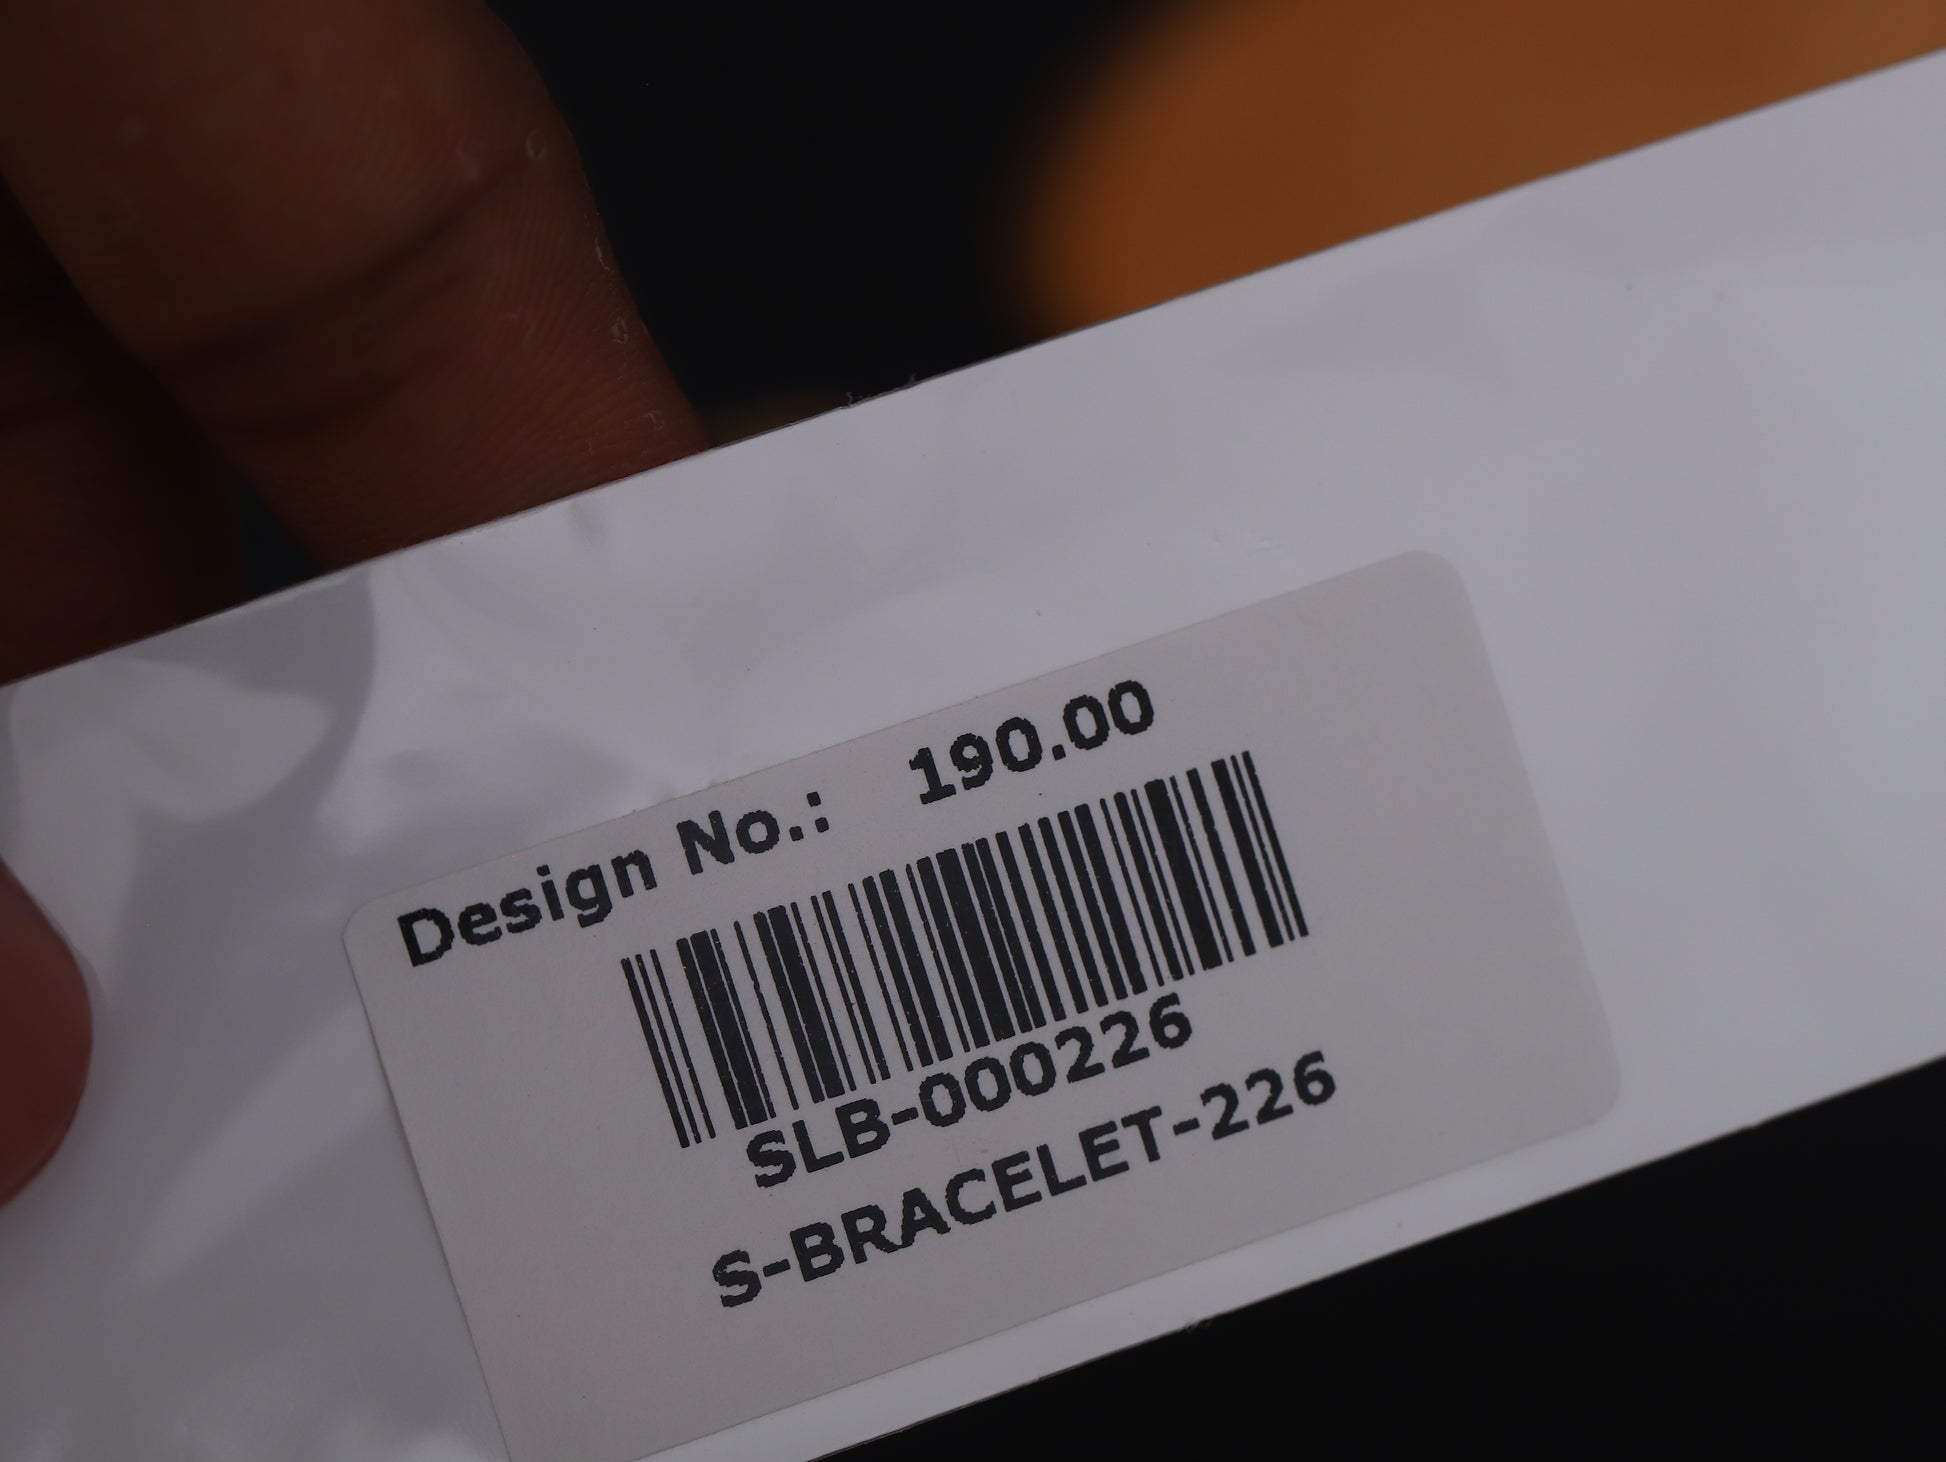 Design No.: 190.00
SLB-000226
S-BRACELET-226